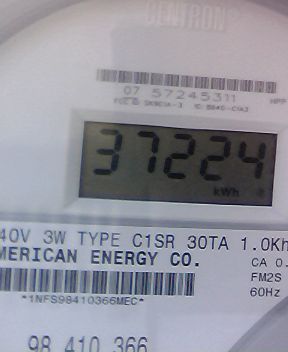 CENTRON®
07 57245311
37224
kWh
40V 3W TYPE C1SR 30TA 1.0Kh
MERICAN ENERGY CO.
CA 0.
FM2S
60Hz
*1NFS98410366MEC*
98 410 366